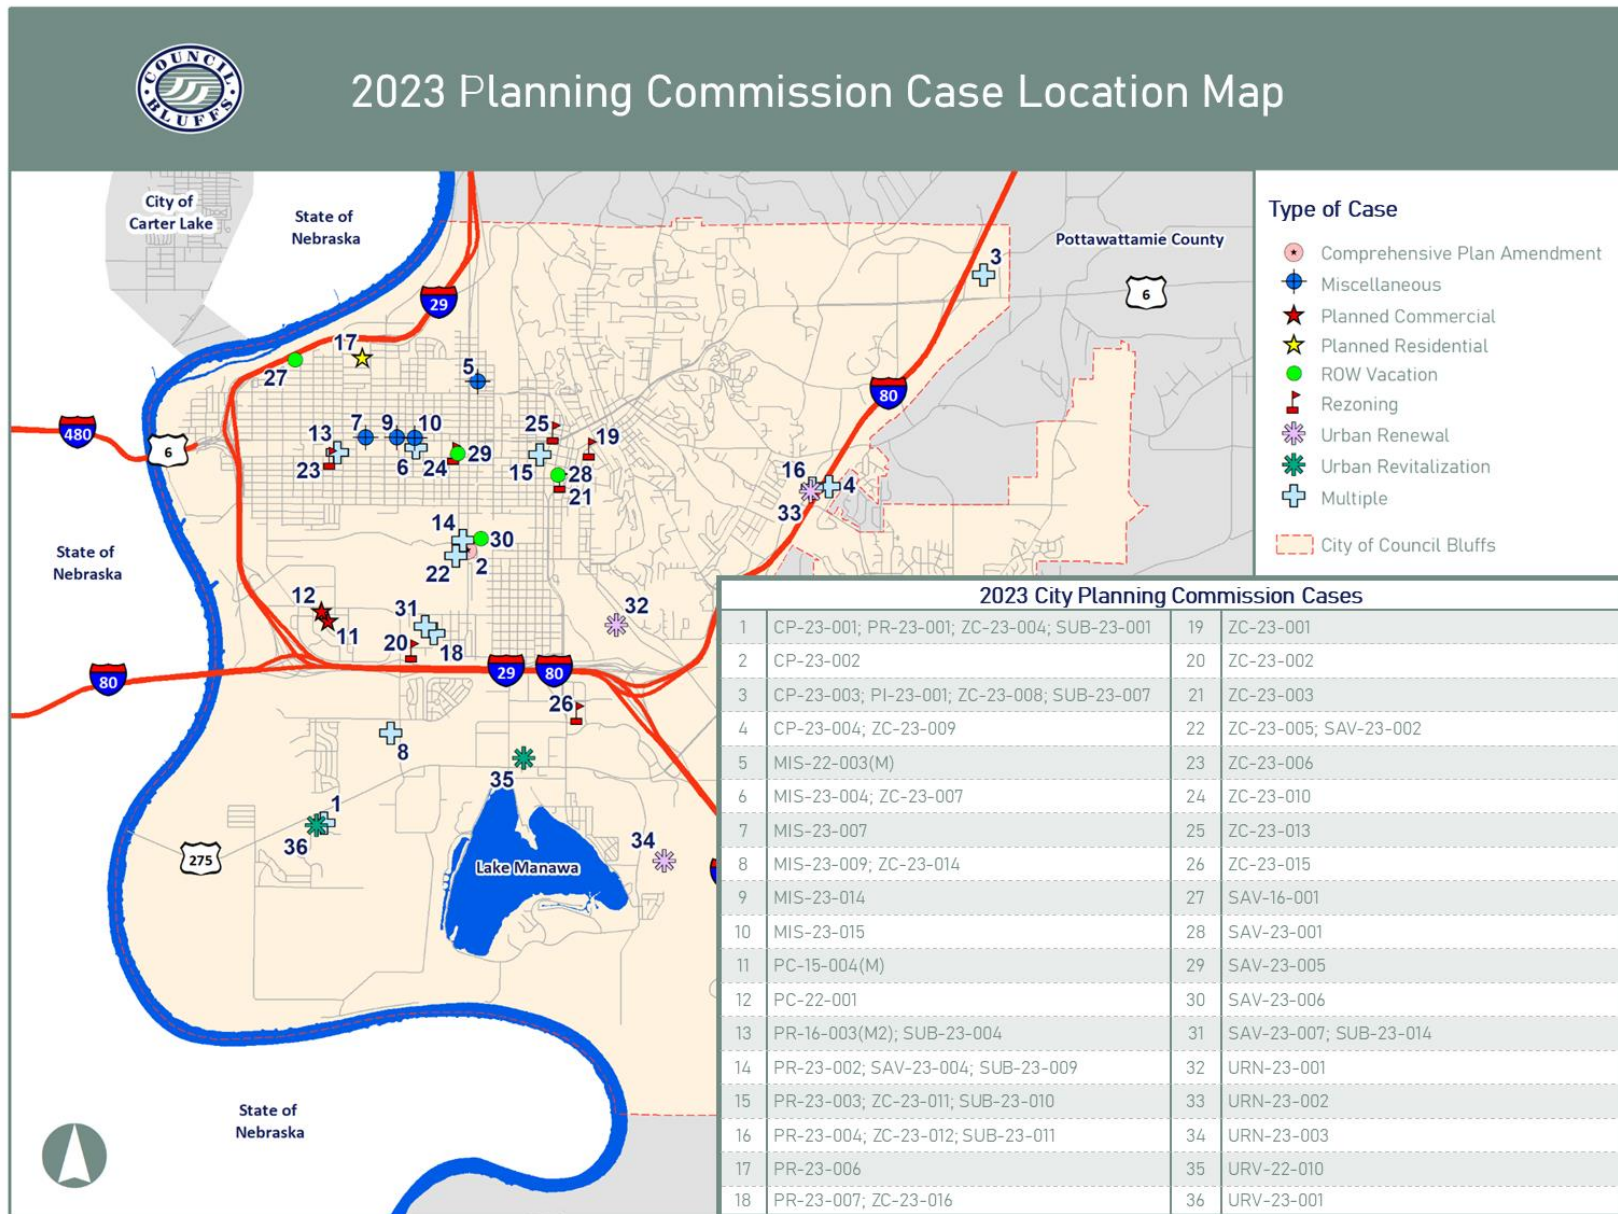 COUNCIL BLUFFS
2023 Planning Commission Case Location Map
City of
Carter Lake
State of
Nebraska
Pottawattamie County
6
3
29
17
27
5
80
480
6
7
9
10
13
23
6
24
29
25
19
15
28
21
16
4
33
14
30
22
2
State of
Nebraska
12
11
31
20
18
32
80
29
80
26
8
35
1
36
275
34
Lake Manawa
State of
Nebraska
Type of Case
Comprehensive Plan Amendment
Miscellaneous
Planned Commercial
Planned Residential
ROW Vacation
Rezoning
Urban Renewal
Urban Revitalization
Multiple
City of Council Bluffs
2023 City Planning Commission Cases
1 CP-23-001; PR-23-001; ZC-23-004; SUB-23-001 19 ZC-23-001
2 CP-23-002 20 ZC-23-002
3 CP-23-003; PI-23-001; ZC-23-008; SUB-23-007 21 ZC-23-003
4 CP-23-004; ZC-23-009 22 ZC-23-005; SAV-23-002
5 MIS-22-003(M) 23 ZC-23-006
6 MIS-23-004; ZC-23-007 24 ZC-23-010
7 MIS-23-007 25 ZC-23-013
8 MIS-23-009; ZC-23-014 26 ZC-23-015
9 MIS-23-014 27 SAV-16-001
10 MIS-23-015 28 SAV-23-001
11 PC-15-004(M) 29 SAV-23-005
12 PC-22-001 30 SAV-23-006
13 PR-16-003(M2); SUB-23-004 31 SAV-23-007; SUB-23-014
14 PR-23-002; SAV-23-004; SUB-23-009 32 URN-23-001
15 PR-23-003; ZC-23-011; SUB-23-010 33 URN-23-002
16 PR-23-004; ZC-23-012; SUB-23-011 34 URN-23-003
17 PR-23-006 35 URV-22-010
18 PR-23-007; ZC-23-016 36 URV-23-001